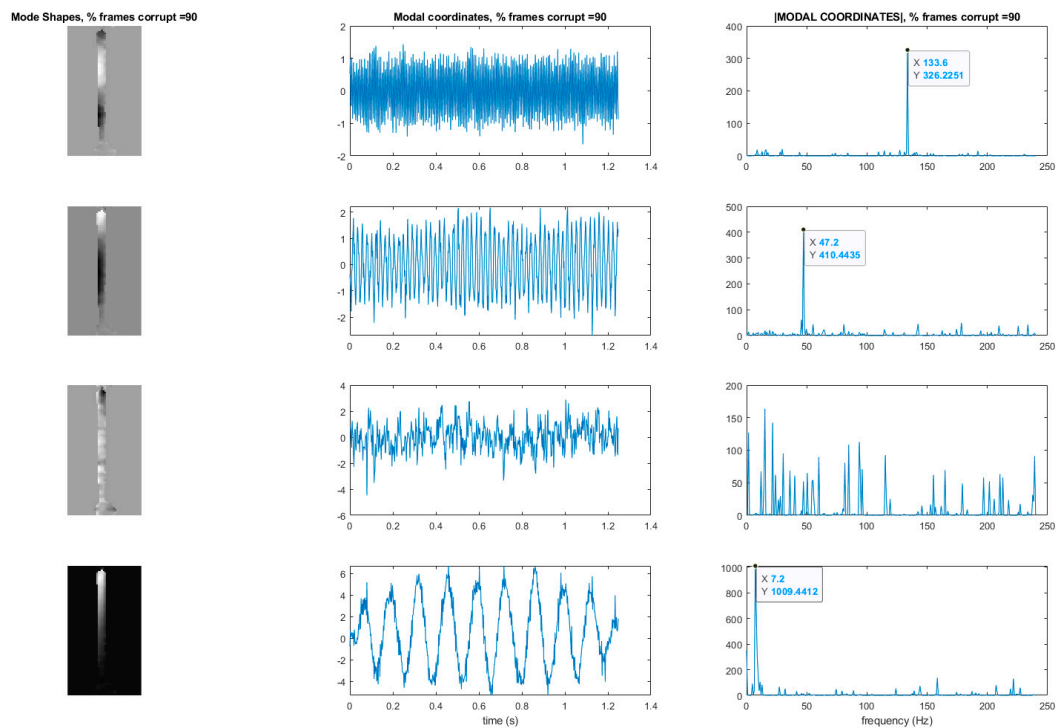 Mode Shapes, % frames corrupt =90
Modal coordinates, % frames corrupt =90
|MODAL COORDINATES|, % frames corrupt =90
2
1
0
-1
-2
0 0.2 0.4 0.6 0.8 1 1.2 1.4
400
300
200
100
0
0 50 100 150 200 250
X 133.6
Y 326.2251
2
1
0
-1
-2
0 0.2 0.4 0.6 0.8 1 1.2 1.4
500
400
300
200
100
0
0 50 100 150 200 250
X 47.2
Y 410.4435
4
2
0
-2
-4
-6
0 0.2 0.4 0.6 0.8 1 1.2 1.4
200
150
100
50
0
0 50 100 150 200 250
6
4
2
0
-2
-4
0 0.2 0.4 0.6 0.8 1 1.2 1.4
time (s)
1000
800
600
400
200
0
0 50 100 150 200 250
X 7.2
Y 1009.4412
frequency (Hz)